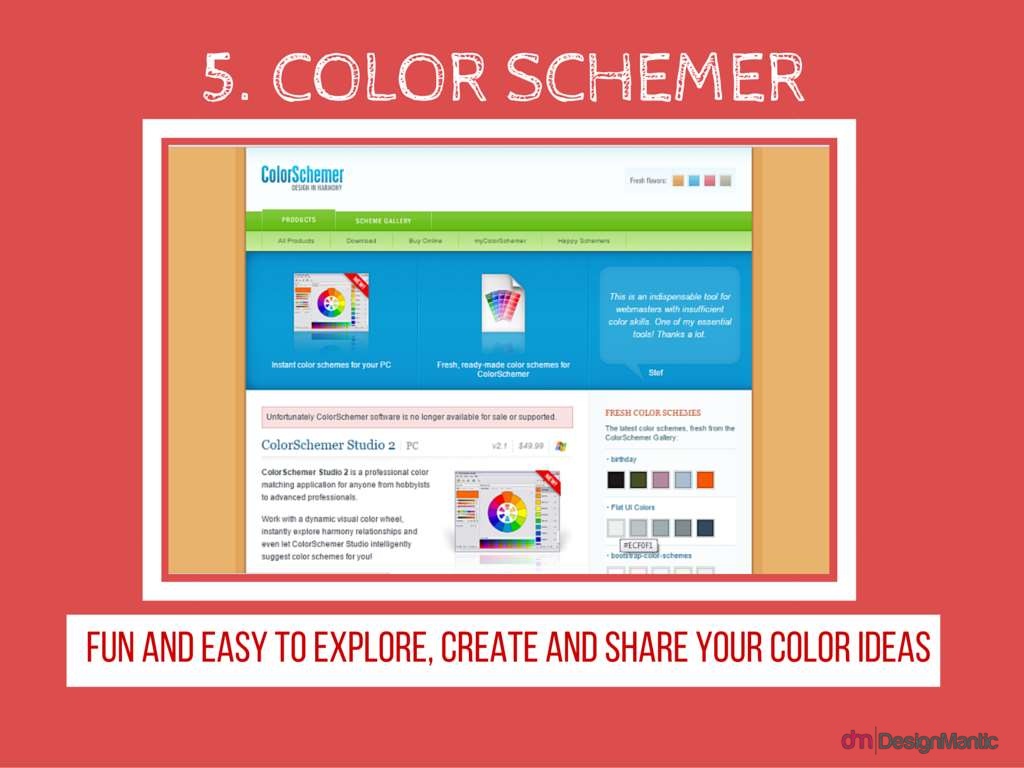 5. COLOR SCHEMER
ColorSchemer
DESIGN IN HARMONY
Fresh flavors:
PRODUCTS
SCHEME GALLERY
All Products
Download
Buy Online
myColorSchemer
Happy Schemers
NEW!
Instant color schemes for your PC
Fresh, ready-made color schemes for
ColorSchemer
This is an indispensable tool for
webmasters with insufficient
color skills. One of my essential
tools! Thanks a lot.
Stef
Unfortunately ColorSchemer software is no longer available for sale or supported.
ColorSchemer Studio 2 PC
v2.1 $49.99
ColorSchemer Studio 2 is a professional color
matching application for anyone from hobbyists
to advanced professionals.
Work with a dynamic visual color wheel,
instantly explore harmony relationships and
even let ColorSchemer Studio intelligently
suggest color schemes for you!
NEW!
FRESH COLOR SCHEMES
The latest color schemes, fresh from the
ColorSchemer Gallery:
• birthday
• Flat UI Colors
#ECF0F1
• bootstrap-color-schemes
FUN AND EASY TO EXPLORE, CREATE AND SHARE YOUR COLOR IDEAS
dm DesignMantic